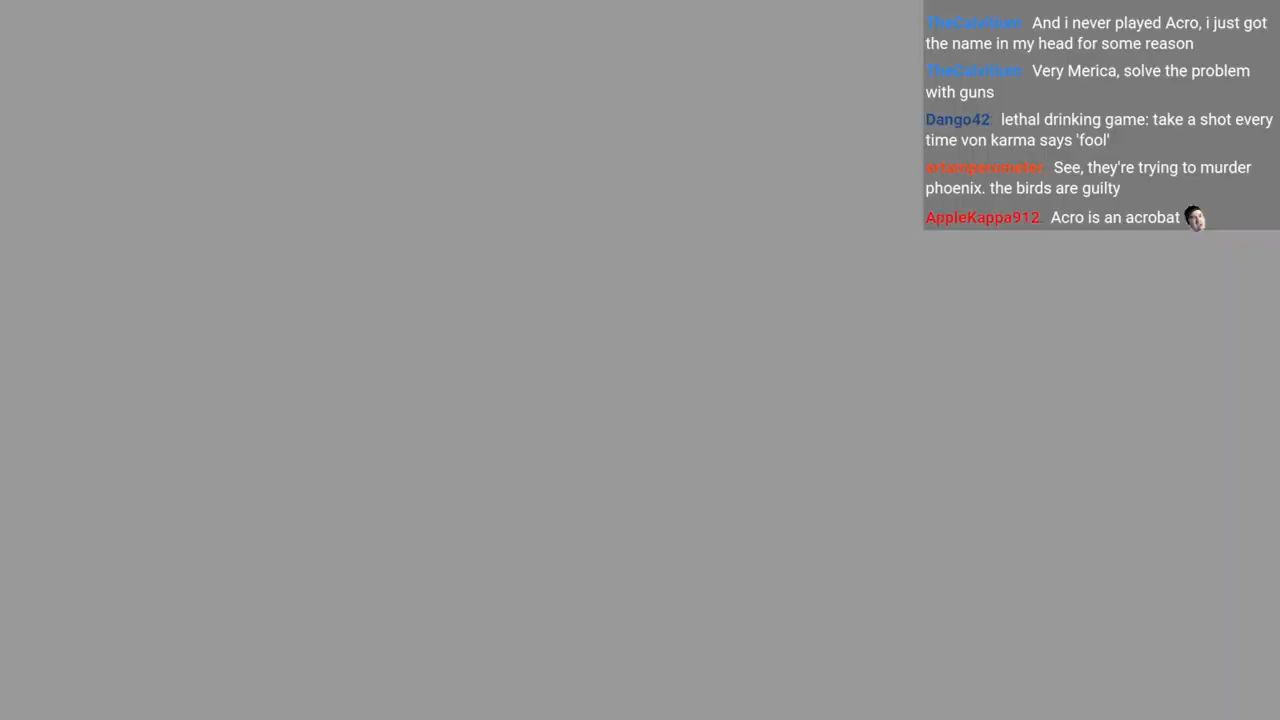 And i never played Acro, i just got
the name in my head for some reason
Very Merica, solve the problem
with guns
Dango42: lethal drinking game: take a shot every
time von karma says 'fool'
See, they're trying to murder
phoenix. the birds are guilty
AppleKappa912: Acro is an acrobat